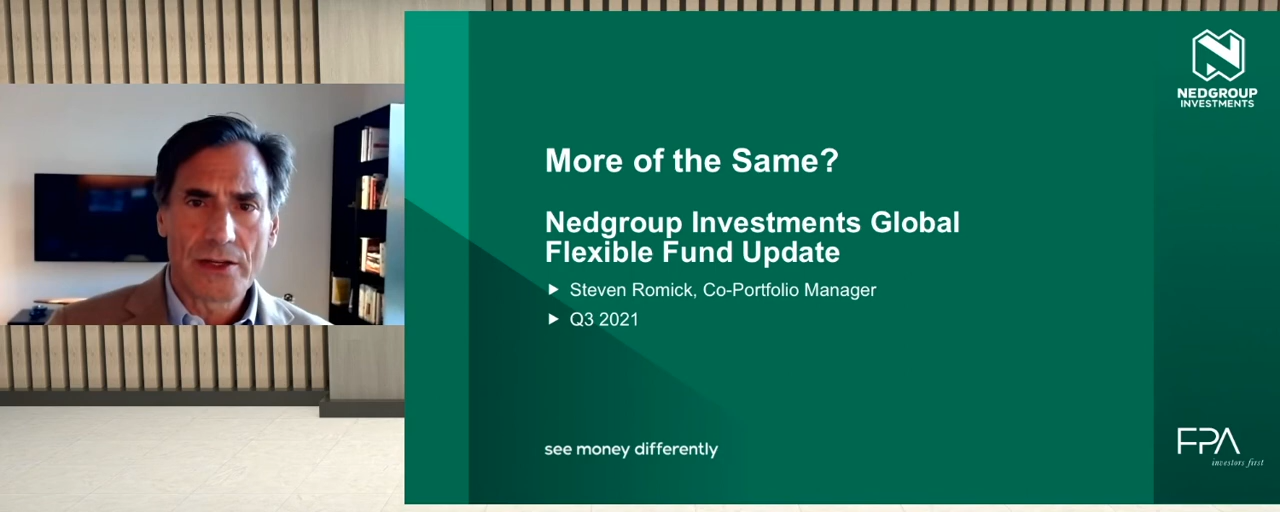 NEDGROUP
INVESTMENTS
More of the Same?
Nedgroup Investments Global
Flexible Fund Update
Steven Romick, Co-Portfolio Manager
Q3 2021
see money differently
FPA
investors first